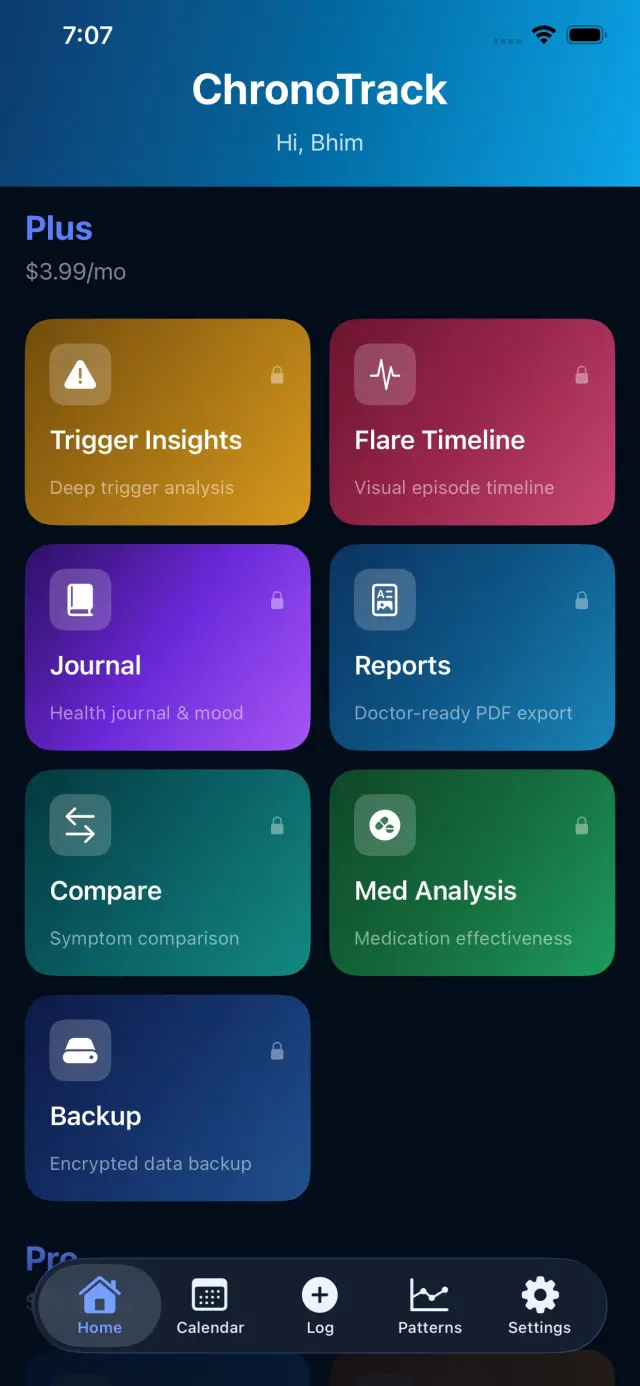 7:07
ChronoTrack
Hi, Bhim
Plus
$3.99/mo
Trigger Insights
Deep trigger analysis
Flare Timeline
Visual episode timeline
Journal
Health journal & mood
Reports
Doctor-ready PDF export
Compare
Symptom comparison
Med Analysis
Medication effectiveness
Backup
Encrypted data backup
Pro
Home
Calendar
Log
Patterns
Settings